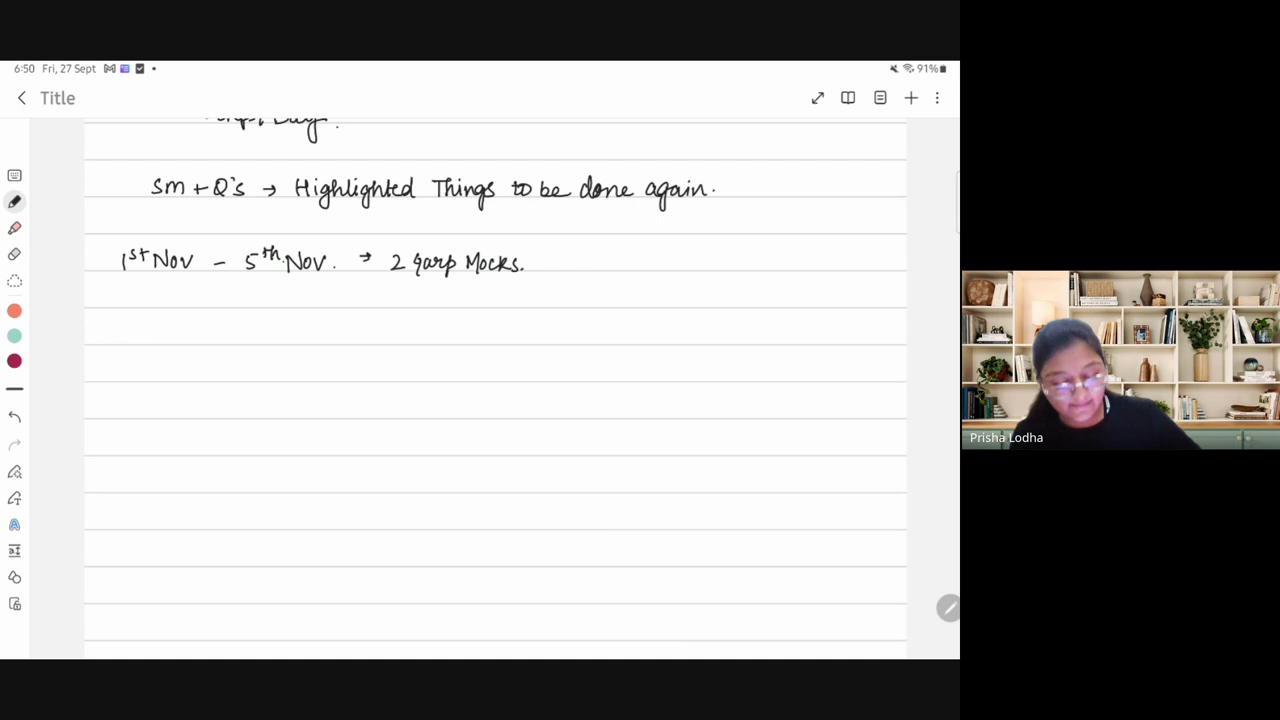 6:50 Fri, 27 Sept
91%
Title
SM + Q's → Highlighted Things to be done again.
1st Nov – 5th Nov. → 2 garp Mocks.
Prisha Lodha